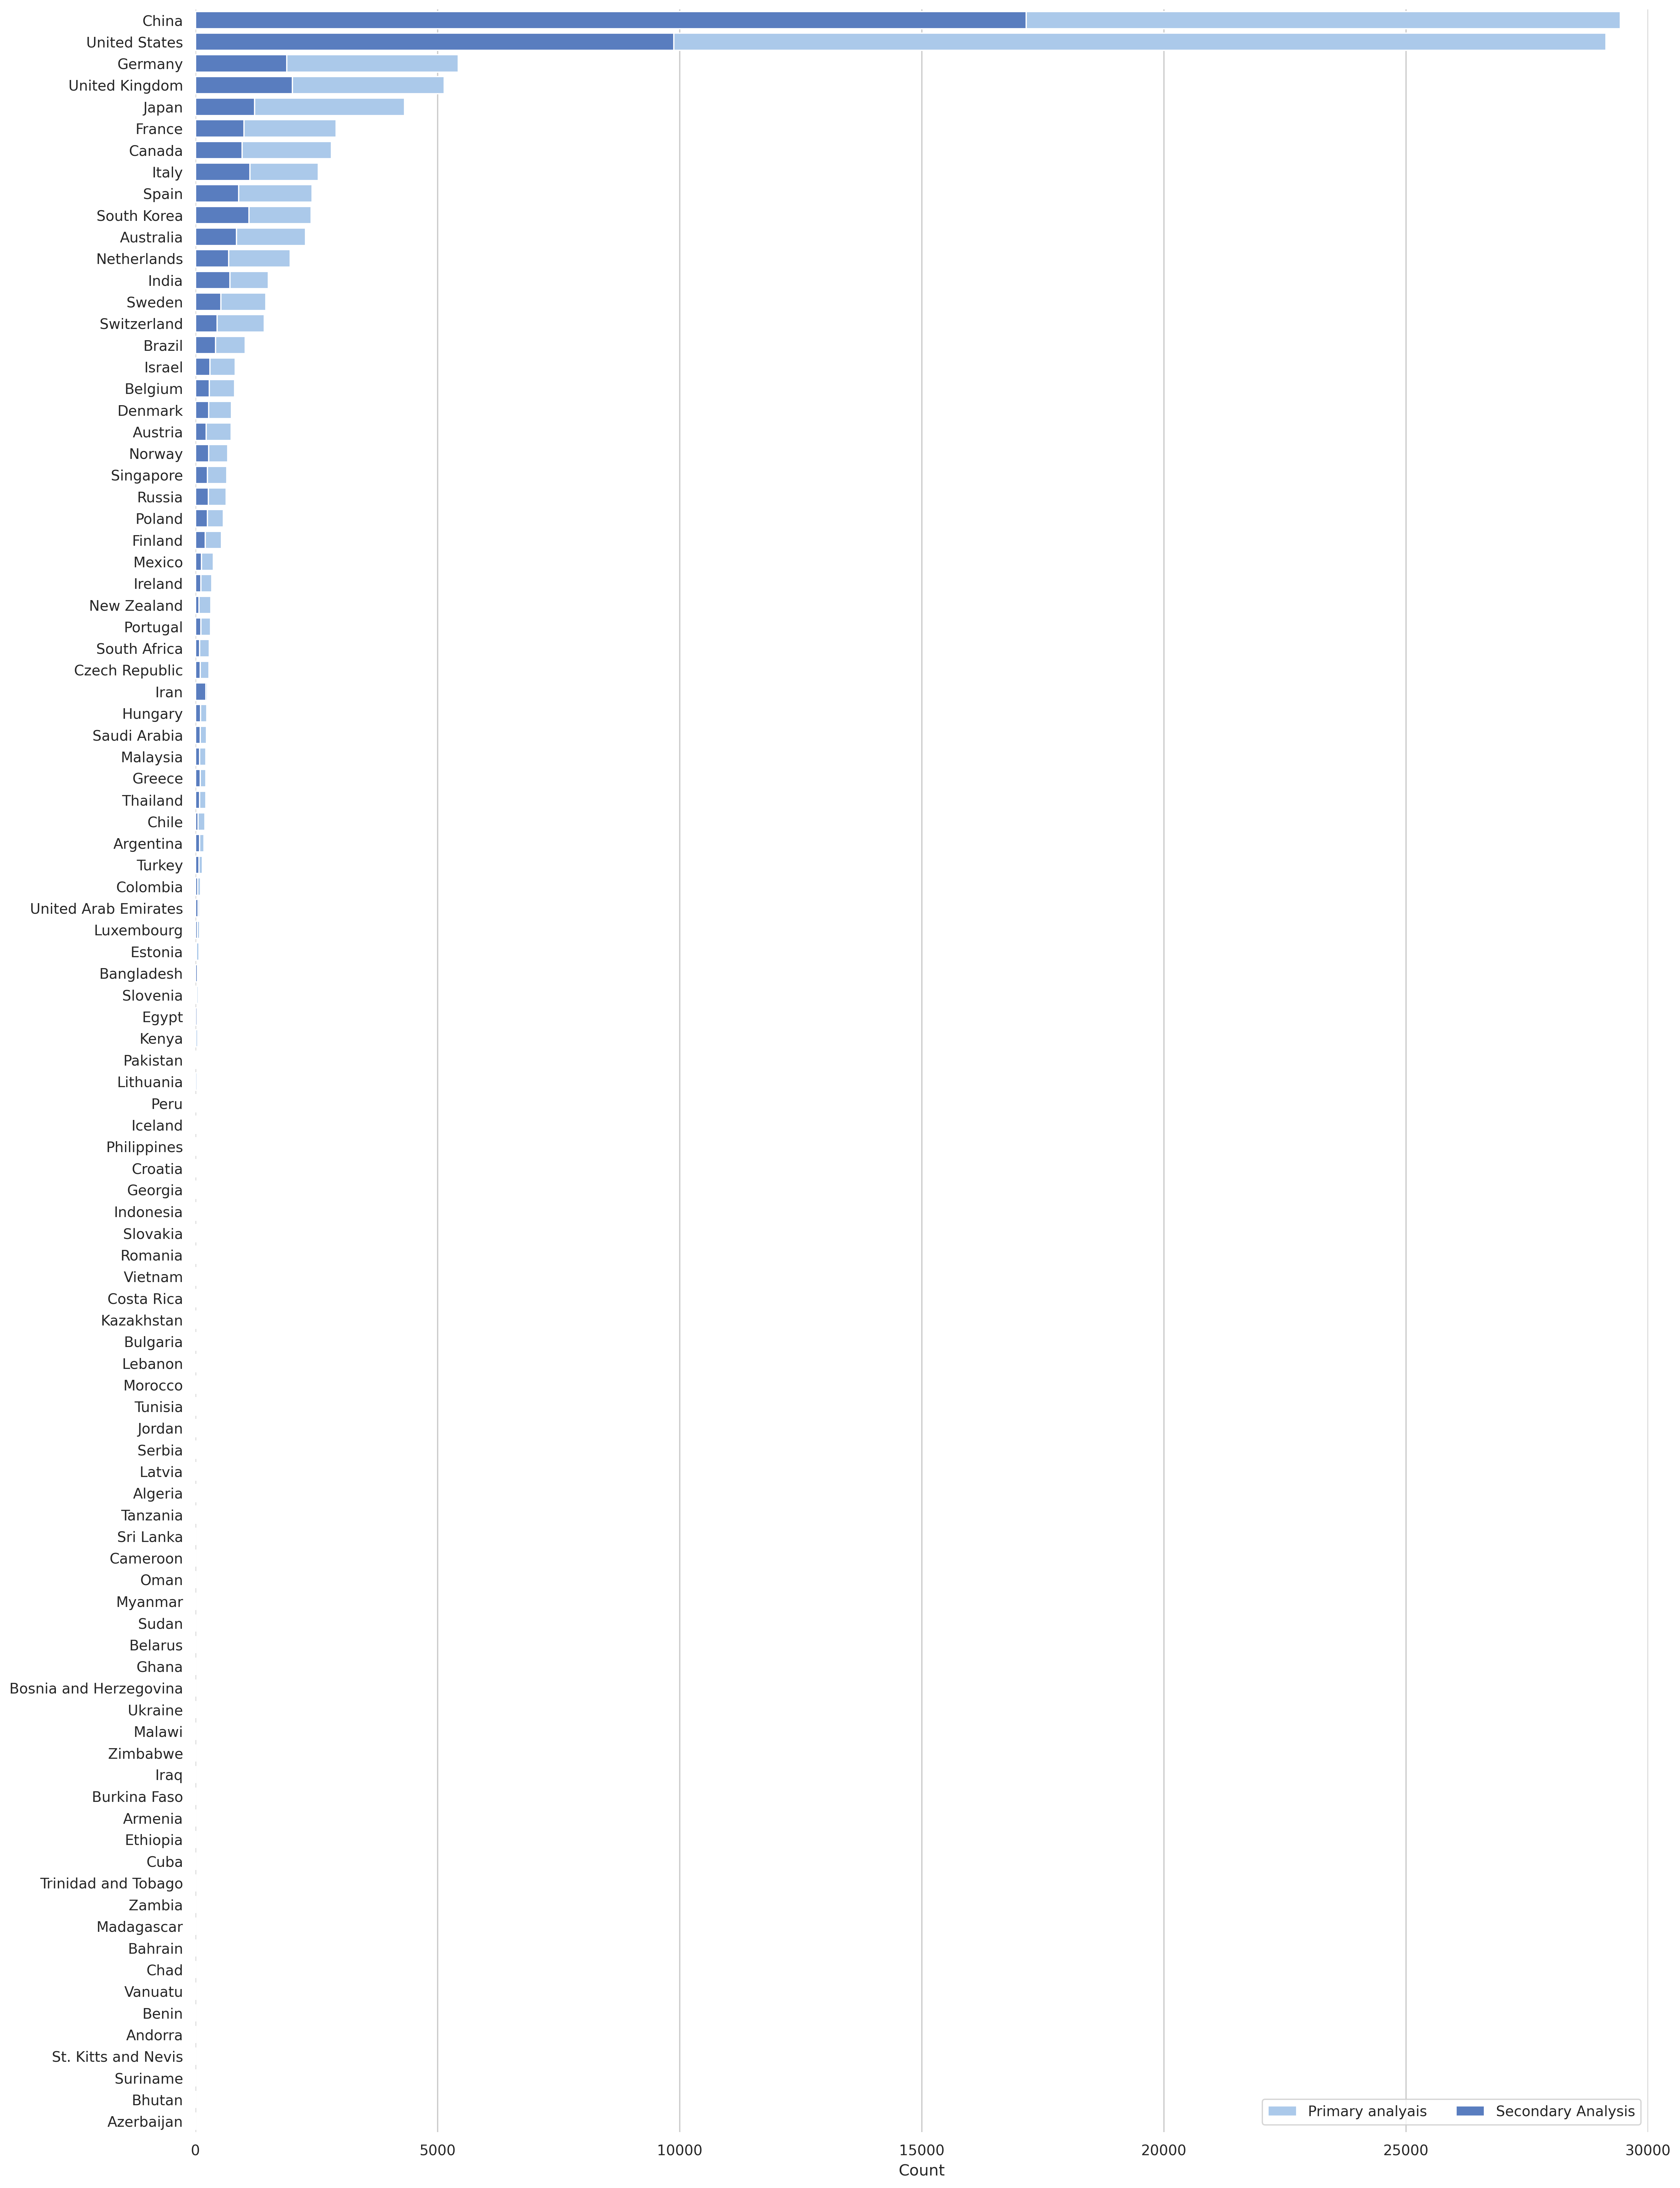 China
United States
Germany
United Kingdom
Japan
France
Canada
Italy
Spain
South Korea
Australia
Netherlands
India
Sweden
Switzerland
Brazil
Israel
Belgium
Denmark
Austria
Norway
Singapore
Russia
Poland
Finland
Mexico
Ireland
New Zealand
Portugal
South Africa
Czech Republic
Iran
Hungary
Saudi Arabia
Malaysia
Greece
Thailand
Chile
Argentina
Turkey
Colombia
United Arab Emirates
Luxembourg
Estonia
Bangladesh
Slovenia
Egypt
Kenya
Pakistan
Lithuania
Peru
Iceland
Philippines
Croatia
Georgia
Indonesia
Slovakia
Romania
Vietnam
Costa Rica
Kazakhstan
Bulgaria
Lebanon
Morocco
Tunisia
Jordan
Serbia
Latvia
Algeria
Tanzania
Sri Lanka
Cameroon
Oman
Myanmar
Sudan
Belarus
Ghana
Bosnia and Herzegovina
Ukraine
Malawi
Zimbabwe
Iraq
Burkina Faso
Armenia
Ethiopia
Cuba
Trinidad and Tobago
Zambia
Madagascar
Bahrain
Chad
Vanuatu
Benin
Andorra
St. Kitts and Nevis
Suriname
Bhutan
Azerbaijan
Primary analyais Secondary Analysis
0 5000 10000 15000 20000 25000 30000
Count